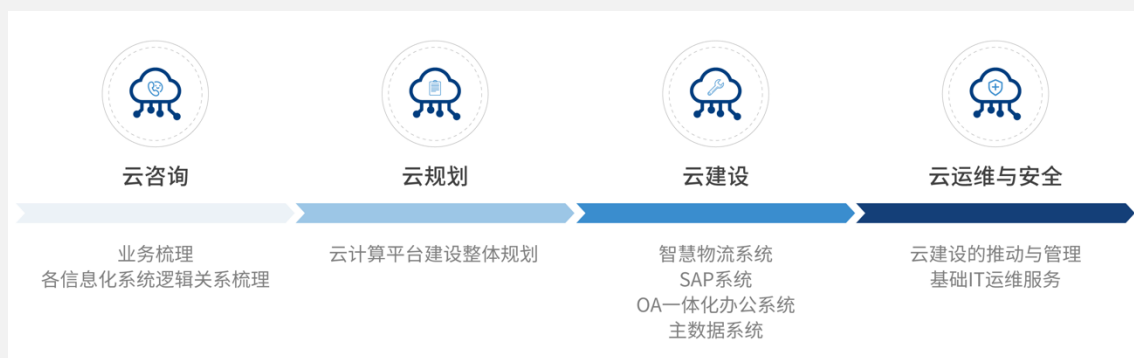 云咨询
云规划
云建设
云运维与安全
业务梳理
各信息化系统逻辑关系梳理
云计算平台建设整体规划
智慧物流系统
SAP系统
OA一体化办公系统
主数据系统
云建设的推动与管理
基础IT运维服务